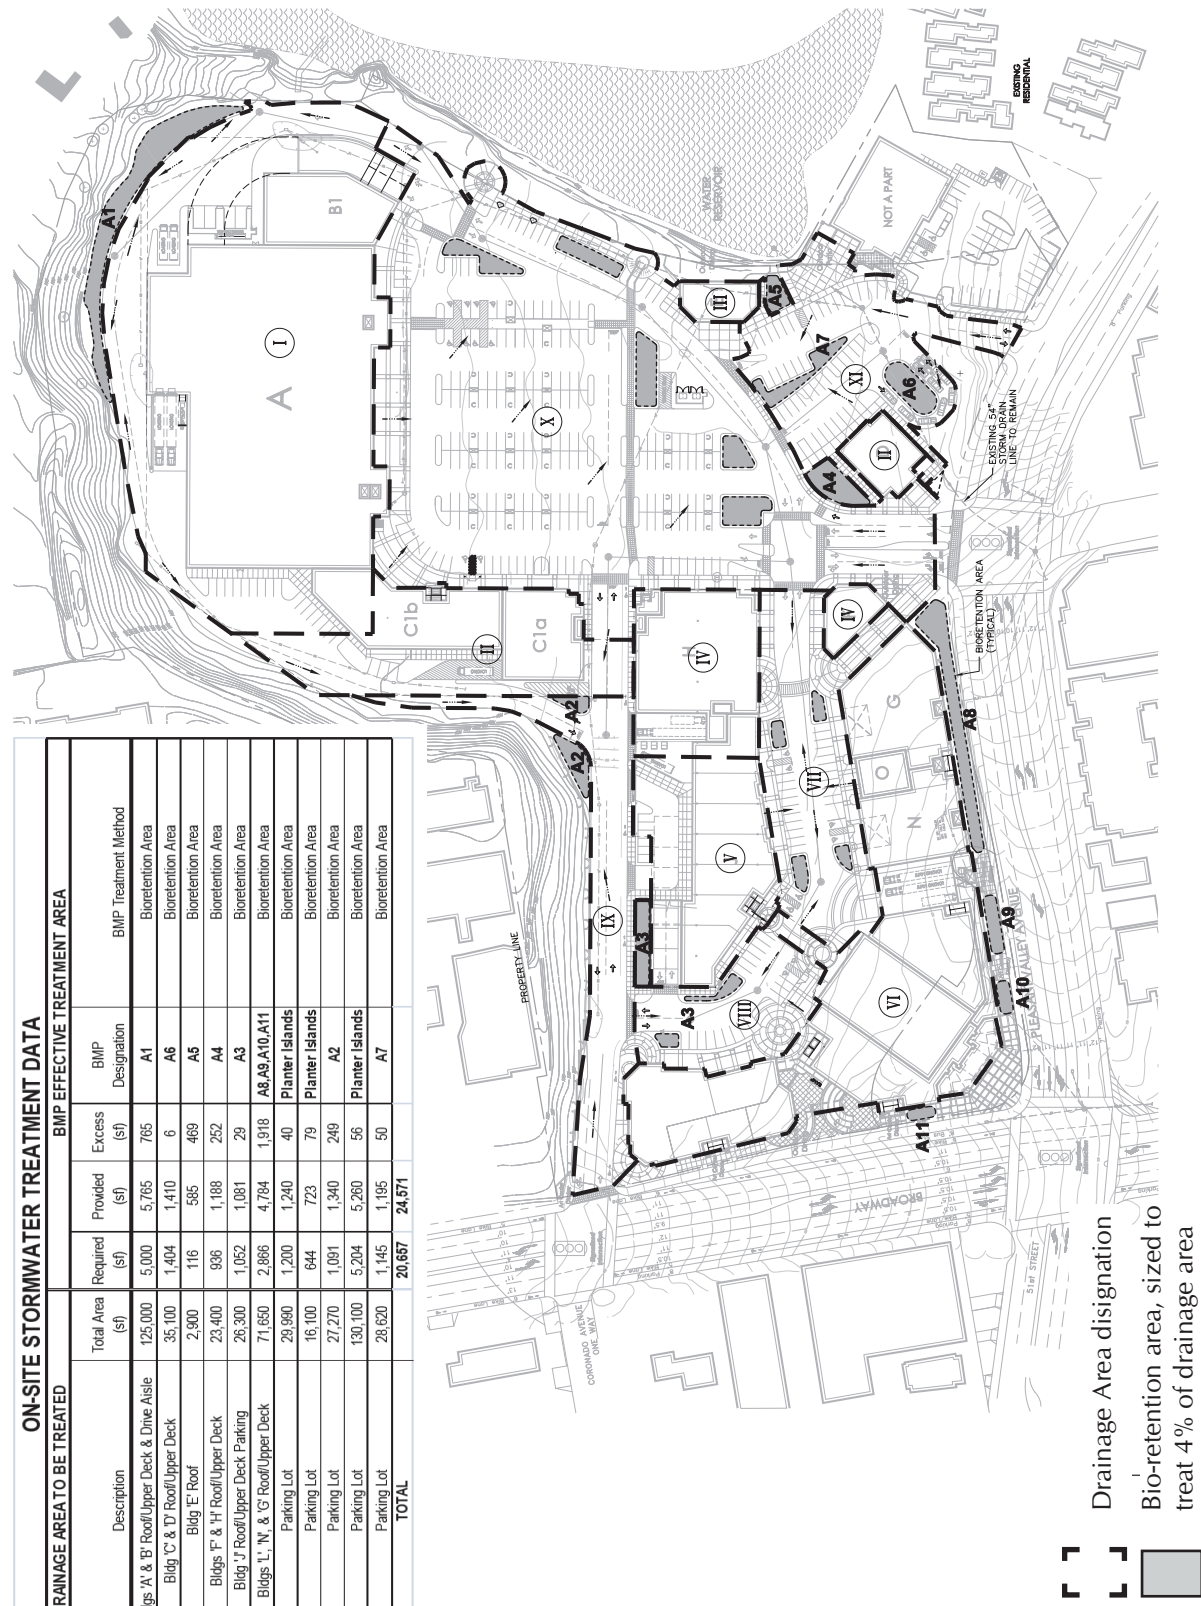 ON-SITE STORMWATER TREATMENT DATA
RAINAGE AREA TO BE TREATED BMP EFFECTIVE TREATMENT AREA
Description Total Area (sf) Required (sf) Provided (sf) Excess (sf) BMP Designation BMP Treatment Method
gs 'A' & 'B' Roof/Upper Deck & Drive Aisle 125,000 5,000 5,765 765 A1 Bioretention Area
Bldg 'C' & 'D' Roof/Upper Deck 35,100 1,404 1,410 6 A6 Bioretention Area
Bldg 'E' Roof 2,900 116 585 469 A5 Bioretention Area
Bldgs 'F' & 'H' Roof/Upper Deck 23,400 936 1,188 252 A4 Bioretention Area
Bldg 'J' Roof/Upper Deck Parking 26,300 1,052 1,081 29 A3 Bioretention Area
Bldgs 'L', 'N', & 'G' Roof/Upper Deck 71,650 2,866 4,784 1,918 A8,A9,A10,A11 Bioretention Area
Parking Lot 29,990 1,200 1,240 40 Planter Islands Bioretention Area
Parking Lot 16,100 644 723 79 Planter Islands Bioretention Area
Parking Lot 27,270 1,091 1,340 249 A2 Bioretention Area
Parking Lot 130,100 5,204 5,260 56 Planter Islands Bioretention Area
Parking Lot 28,620 1,145 1,195 50 A7 Bioretention Area
TOTAL 20,657 24,571
A1
B1
I
A
X
C1b
C1a
II
A2
A2
WATER
RESERVOIR
EXISTING
RESIDENTIAL
NOT A PART
III
A5
A7
XI
A6
II
A4
EXISTING 54"
STORM DRAIN
LINE TO REMAIN
BIORETENTION AREA
(TYPICAL)
IV
IV
G
O
N
VII
V
A8
A9
A10
A11
PROPERTY LINE
IX
A3
A3
VIII
VI
PLEASANT VALLEY AVENUE
BROADWAY
51st STREET
CORONADO AVENUE
ONE WAY
Drainage Area disignation
Bio-retention area, sized to
treat 4% of drainage area